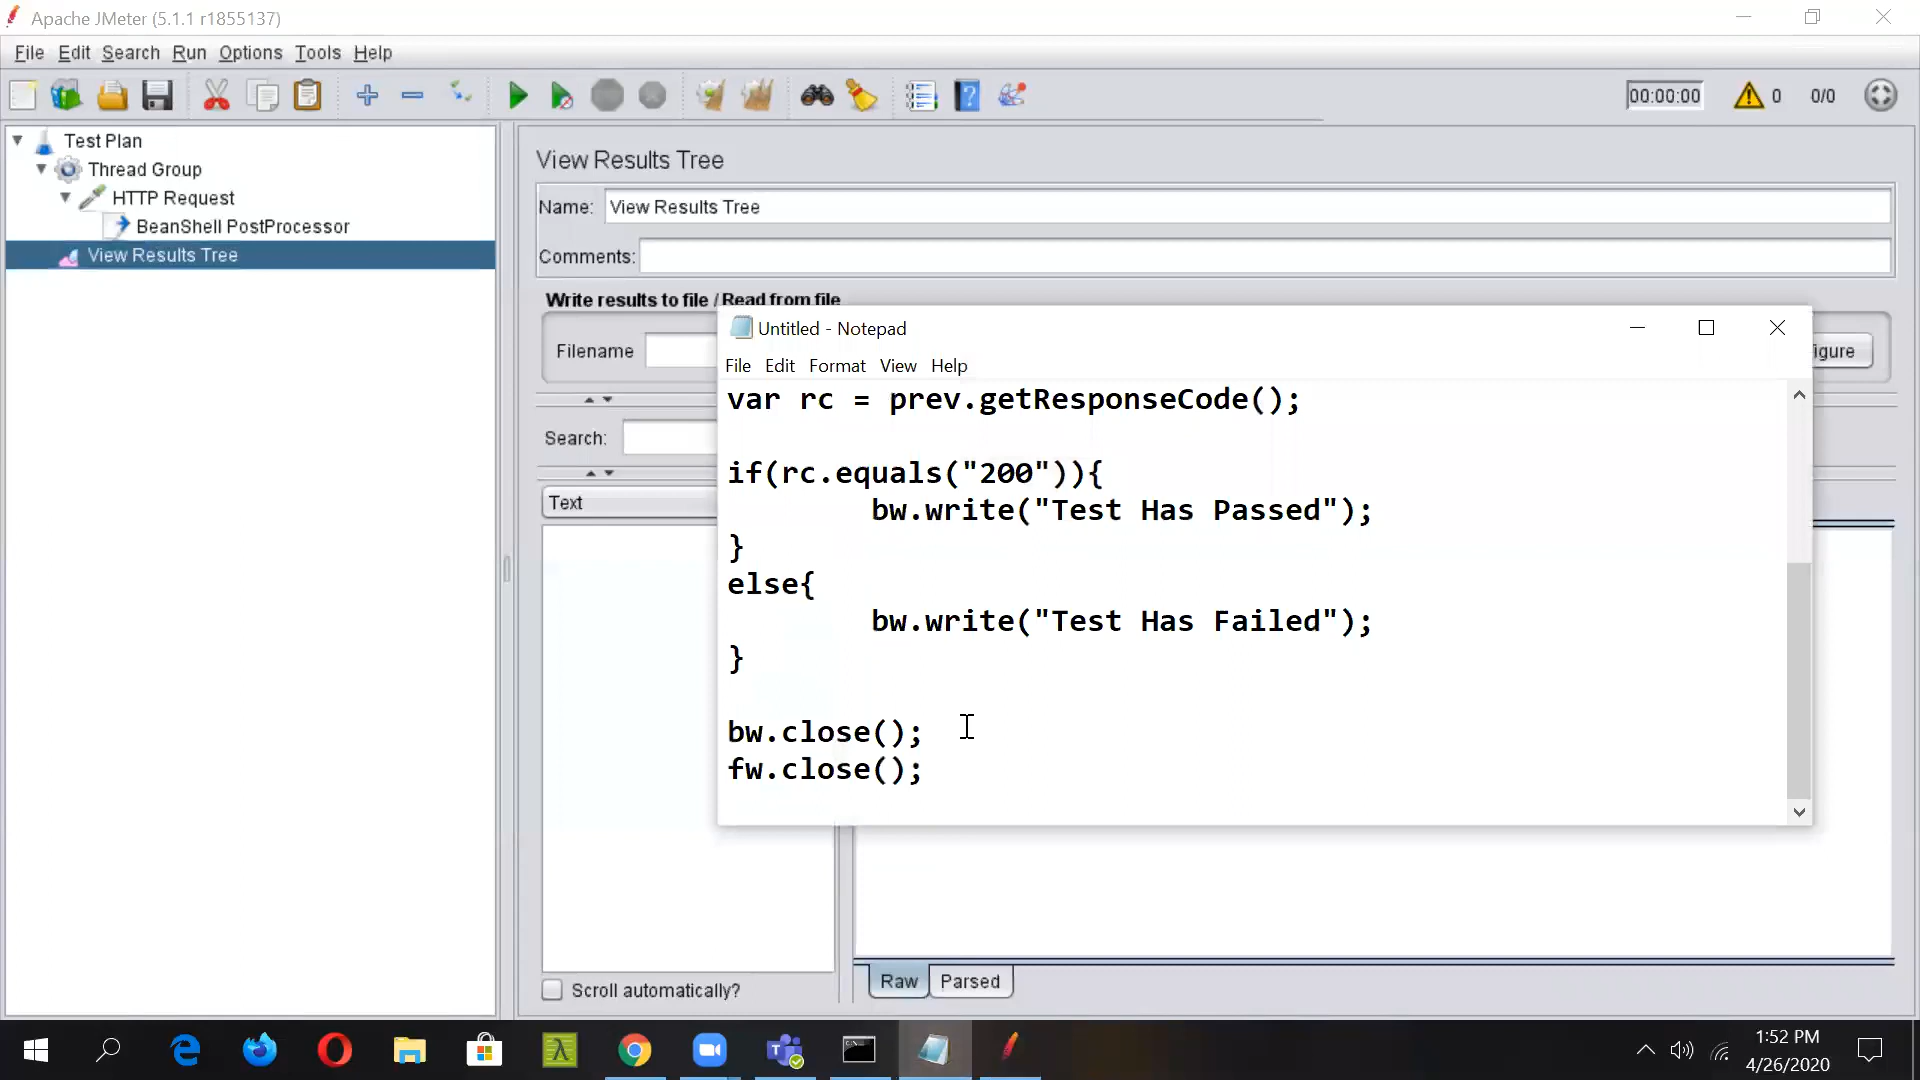 Apache JMeter (5.1.1 r1855137)
File Edit Search Run Options Tools Help
00:00:00 0 0/0
Test Plan
Thread Group
HTTP Request
BeanShell PostProcessor
View Results Tree
View Results Tree
Name: View Results Tree
Comments:
Write results to file / Read from file
Filename
igure
Search:
Text
Untitled - Notepad
File Edit Format View Help
var rc = prev.getResponseCode();
if(rc.equals("200")){
bw.write("Test Has Passed");
}
else{
bw.write("Test Has Failed");
}
bw.close();
fw.close();
Scroll automatically?
Raw Parsed
1:52 PM
4/26/2020